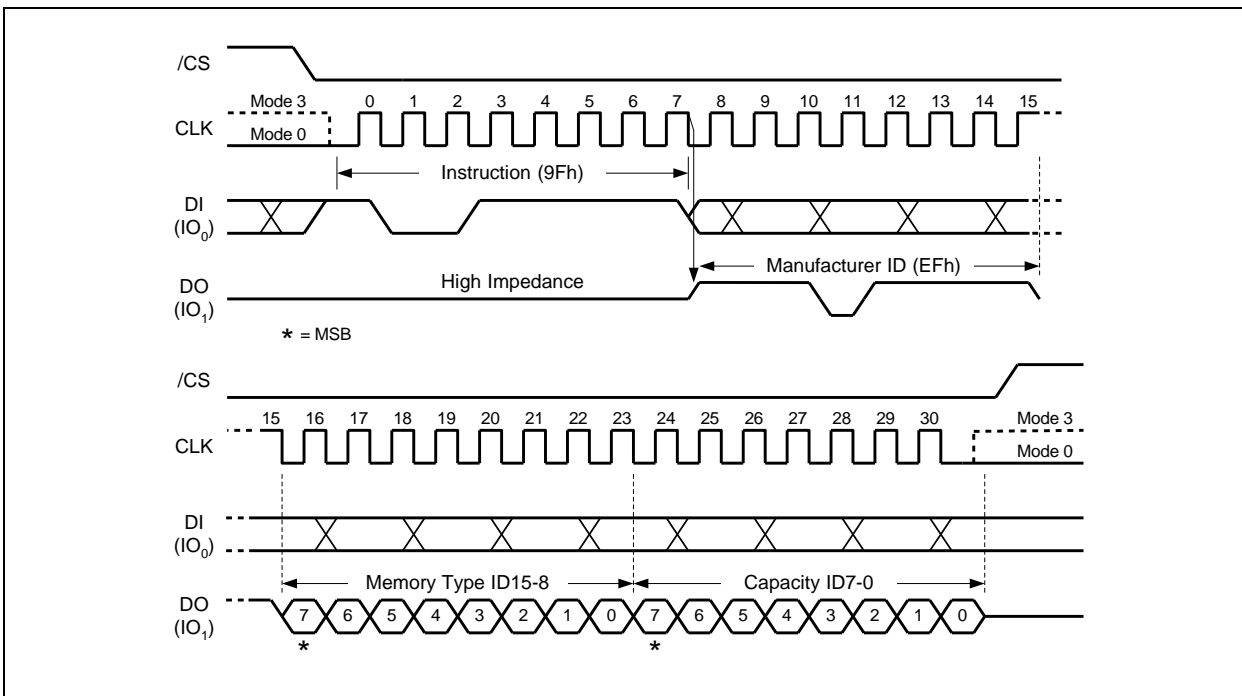 /CS
Mode 3
0 1 2 3 4 5 6 7 8 9 10 11 12 13 14 15
CLK
Mode 0
Instruction (9Fh)
DI
(IO0)
Manufacturer ID (EFh)
High Impedance
DO
(IO1)
* = MSB
/CS
15 16 17 18 19 20 21 22 23 24 25 26 27 28 29 30
Mode 3
CLK
Mode 0
DI
(IO0)
Memory Type ID15-8
Capacity ID7-0
DO
(IO1)
7 6 5 4 3 2 1 0 7 6 5 4 3 2 1 0
* *